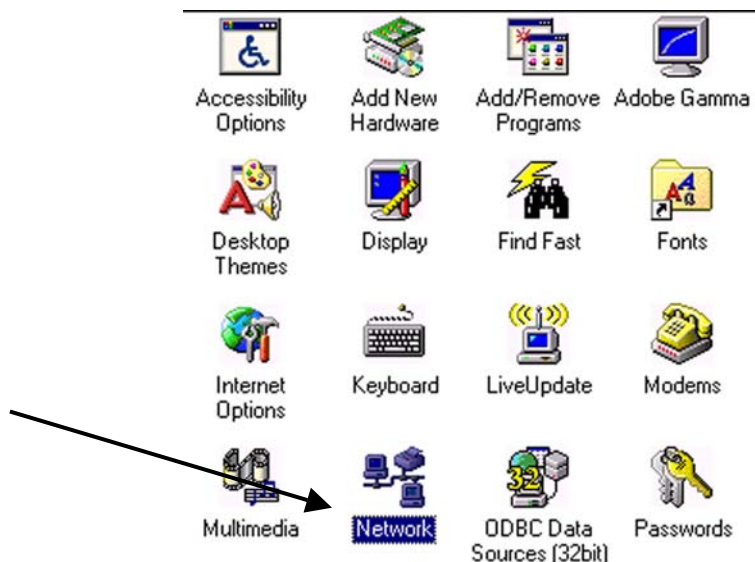 Accessibility Options
Add New Hardware
Add/Remove Programs
Adobe Gamma
Desktop Themes
Display
Find Fast
Fonts
Internet Options
Keyboard
LiveUpdate
Modems
Multimedia
Network
ODBC Data Sources (32bit)
Passwords